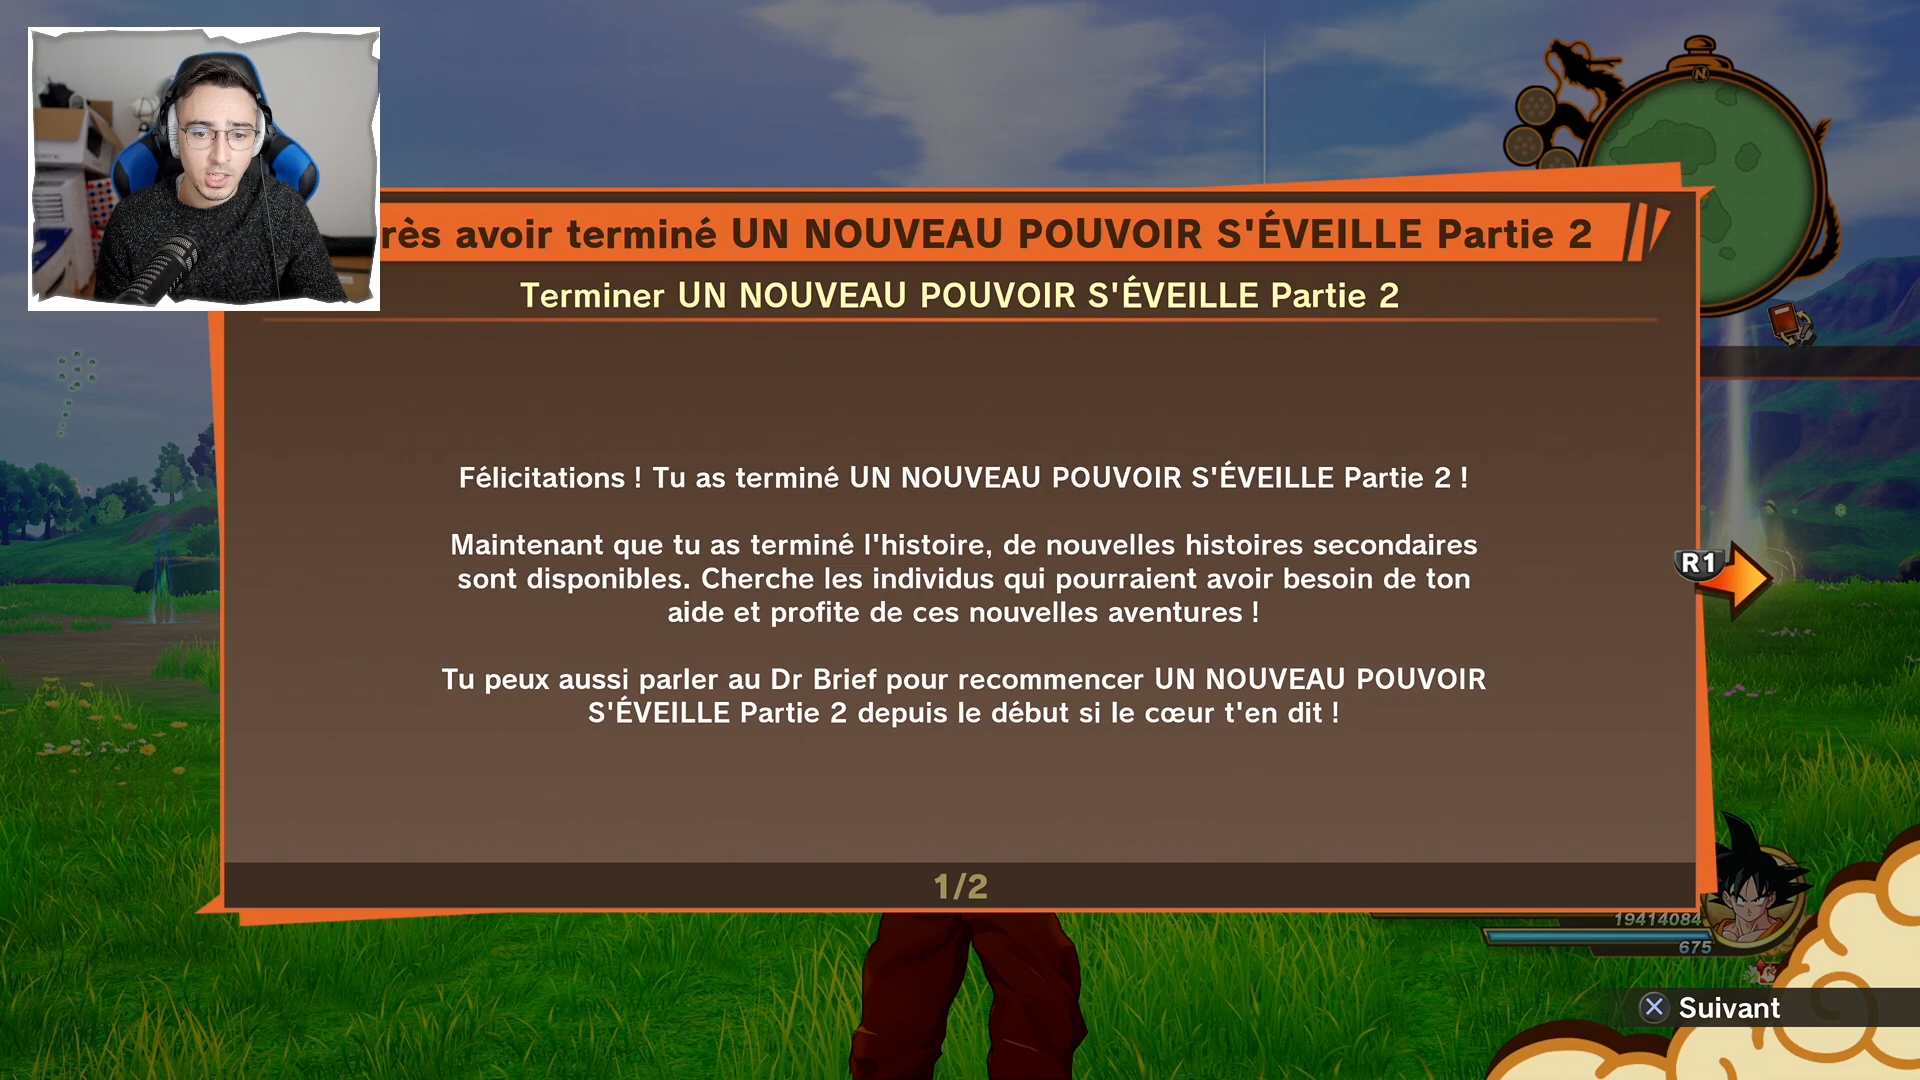 rès avoir terminé UN NOUVEAU POUVOIR S'ÉVEILLE Partie 2
Terminer UN NOUVEAU POUVOIR S'ÉVEILLE Partie 2
Félicitations ! Tu as terminé UN NOUVEAU POUVOIR S'ÉVEILLE Partie 2 !
Maintenant que tu as terminé l'histoire, de nouvelles histoires secondaires
sont disponibles. Cherche les individus qui pourraient avoir besoin de ton
aide et profite de ces nouvelles aventures !
Tu peux aussi parler au Dr Brief pour recommencer UN NOUVEAU POUVOIR
S'ÉVEILLE Partie 2 depuis le début si le cœur t'en dit !
1/2
N
R1
19414084
675
Suivant